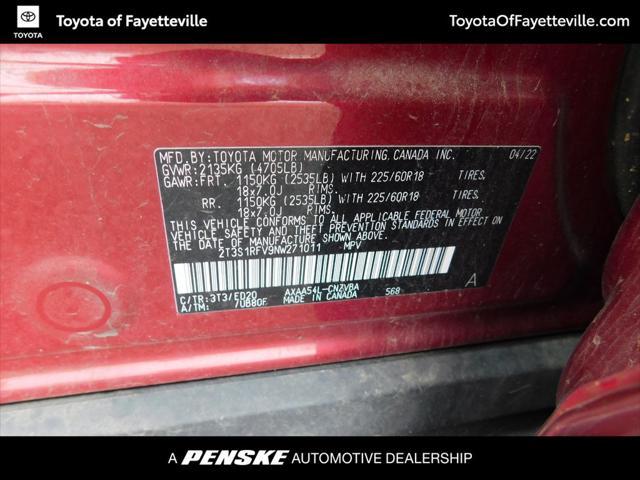 TOYOTA
Toyota of Fayetteville
ToyotaOfFayetteville.com
MFD.BY:TOYOTA MOTOR MANUFACTURING CANADA INC. 04/22
GVWR:2135KG (4705LB)
GAWR:FRT. 1150KG (2535LB) WITH 225/60R18 TIRES,
18x7.0J RIMS,
RR. 1150KG (2535LB) WITH 225/60R18 TIRES,
18x7.0J RIMS,
THIS VEHICLE CONFORMS TO ALL APPLICABLE FEDERAL MOTOR
VEHICLE SAFETY AND THEFT PREVENTION STANDARDS IN EFFECT
ON THE DATE OF MANUFACTURE SHOWN ABOVE.
2T3S1RFV9NW271011 MPV
C/TR:3T3/ED20 AXAA54L-CNZVBA 568 A
A/TM: /UB80F MADE IN CANADA
A PENSKE AUTOMOTIVE DEALERSHIP